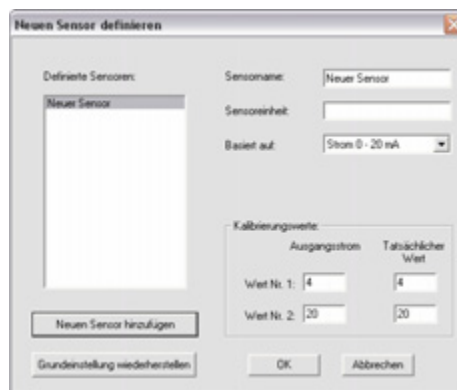 Neuen Sensor definieren
Definierte Sensoren:
Neuer Sensor
Neuen Sensor hinzufügen
Grundeinstellung wiederherstellen
Sensorname: Neuer Sensor
Sensoreinheit:
Basiert auf: Strom 0 - 20 mA
Kalibrierungswerte:
Ausgangsstrom Tatsächlicher
Wert
Wert Nr. 1: 4 4
Wert Nr. 2: 20 20
OK Abbrechen